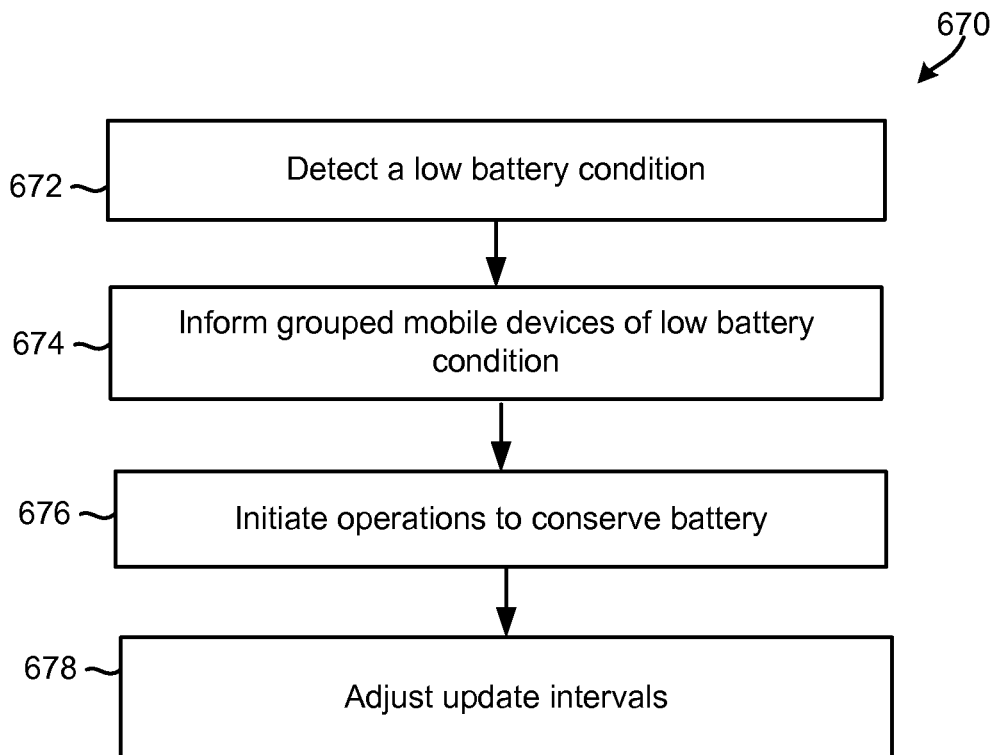 670
672
Detect a low battery condition
674
Inform grouped mobile devices of low battery
condition
676
Initiate operations to conserve battery
678
Adjust update intervals